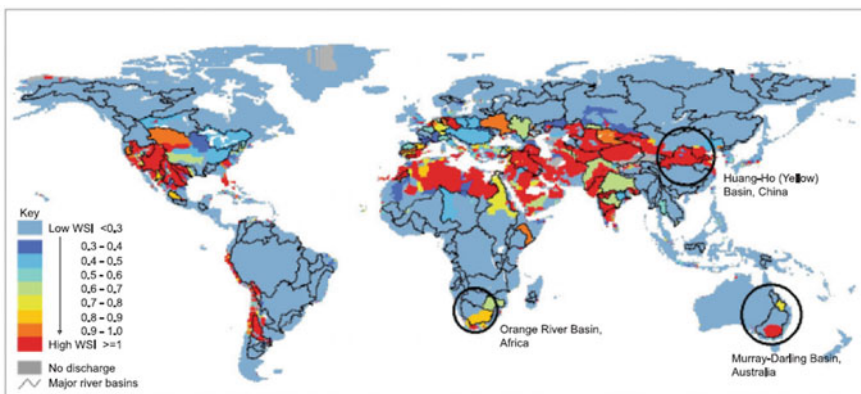 Key
Low WSI <0.3
0.3 – 0.4
0.4 – 0.5
0.5 – 0.6
0.6 – 0.7
0.7 – 0.8
0.8 – 0.9
0.9 – 1.0
High WSI >=1
No discharge
Major river basins
Huang-Ho (Yellow)
Basin, China
Orange River Basin,
Africa
Murray-Darling Basin,
Australia